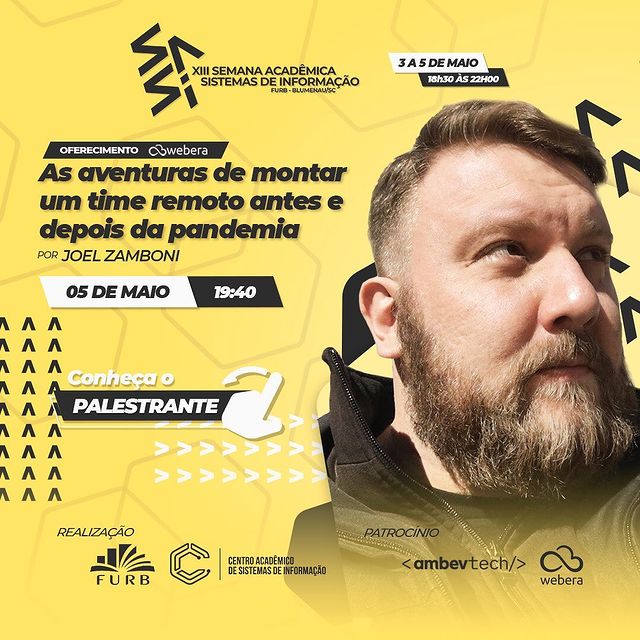 XIII SEMANA ACADÊMICA
SISTEMAS DE INFORMAÇÃO
FURB - BLUMENAU/SC
3 A 5 DE MAIO
18h30 ÀS 22H00
OFERECIMENTO webera
As aventuras de montar
um time remoto antes e
depois da pandemia
POR JOEL ZAMBONI
05 DE MAIO 19:40
Conheça o
PALESTRANTE
REALIZAÇÃO
FURB
CENTRO ACADÊMICO
DE SISTEMAS DE INFORMAÇÃO
PATROCÍNIO
<ambevtech/>
webera